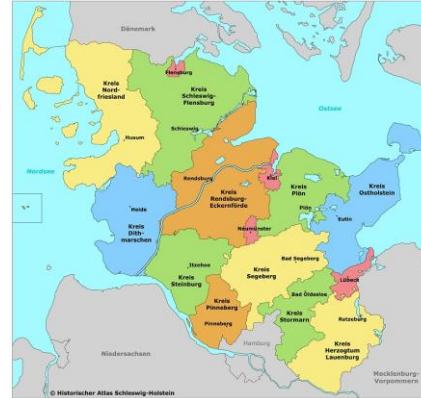 Dänemark
Flensburg
Kreis
Nord-
friesland
Kreis
Schleswig-
Flensburg
Ostsee
Husum
Schleswig
Nordsee
Rendsburg
Kiel
Kreis
Plön
Kreis
Ostholstein
Kreis
Rendsburg-
Eckernförde
Heide
Plön
Eutin
Kreis
Dith-
marschen
Neumünster
Itzehoe
Bad Segeberg
Kreis
Steinburg
Kreis
Segeberg
Lübeck
Bad Oldesloe
Kreis
Pinneberg
Kreis
Stormarn
Ratzeburg
Pinneberg
Hamburg
Niedersachsen
Kreis
Herzogtum
Lauenburg
Mecklenburg-
Vorpommern
© Historischer Atlas Schleswig-Holstein